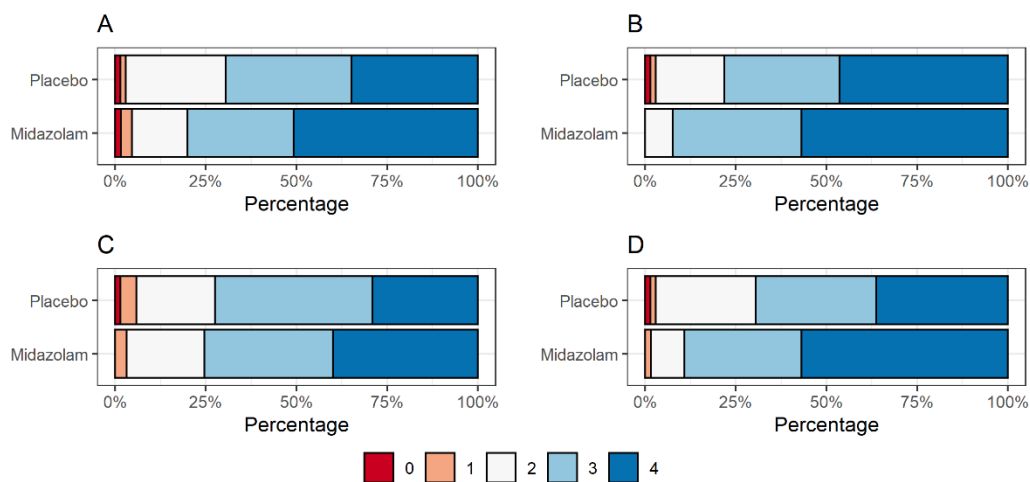 A
B
Placebo
Midazolam
0% 25% 50% 75% 100%
Percentage
Placebo
Midazolam
0% 25% 50% 75% 100%
Percentage
C
D
Placebo
Midazolam
0% 25% 50% 75% 100%
Percentage
Placebo
Midazolam
0% 25% 50% 75% 100%
Percentage
0 1 2 3 4